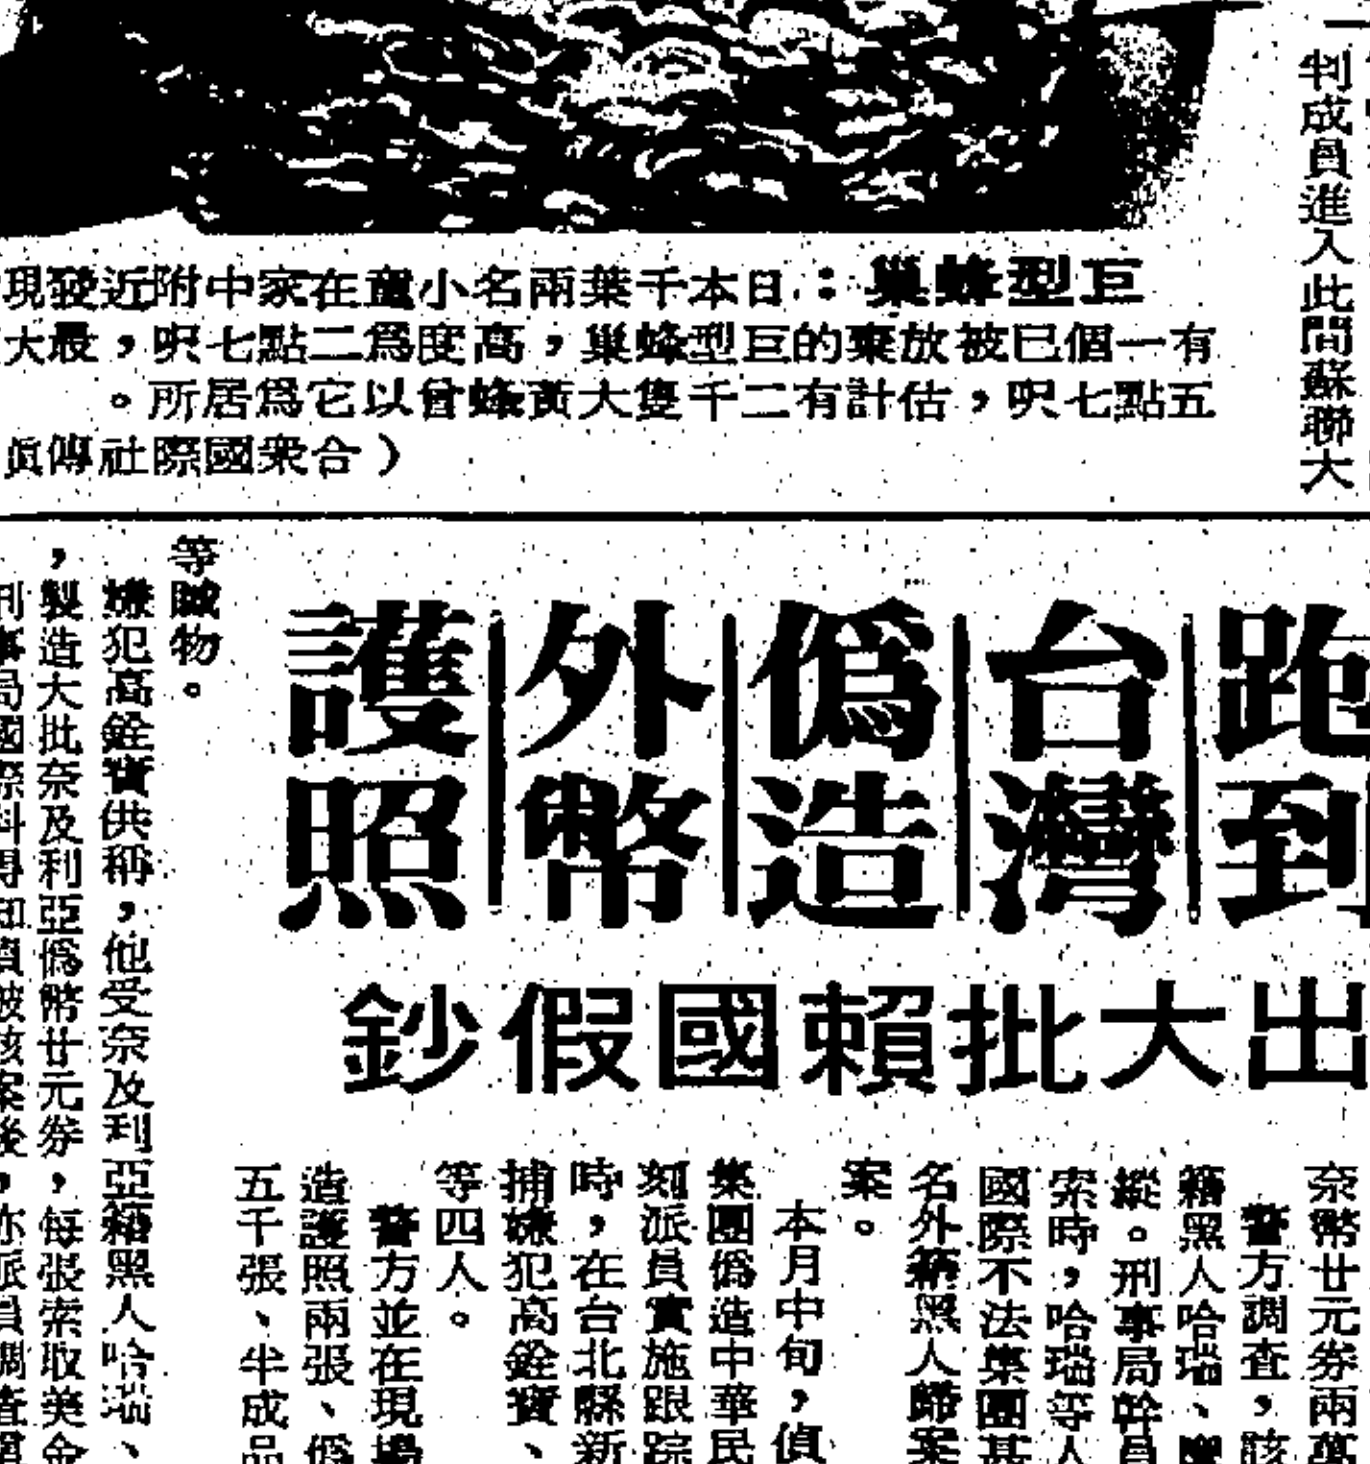 判成員進入此間蘇聯大
巨型蜂巢：日本千葉兩名小童在家中附近發現
有一個已被放棄的巨型蜂巢，高度爲二點七呎，最大
五點七呎，估計有二千隻大黃蜂曾以它爲居所。
（合衆國際社傳眞
跑到
台灣
僞造
外幣
護照
出大批賴國假鈔
奈幣廿元券兩萬
警方調查，該
籍黑人哈瑞、
縱。刑事局幹員
索時，哈瑞等人
國際不法集團甚
名外籍黑人歸案
案。
本月中旬，偵
集團僞造中華民
刻派員實施跟踪
時，在台北縣新
捕嫌犯高銓寶、
等四人。
警方並在現場
造護照兩張、僞
五千張、半成品
等贓物。
嫌犯高銓寶供稱，他受奈及利亞籍黑人哈瑞、
，製造大批奈及利亞僞幣廿元券，每張索取美金